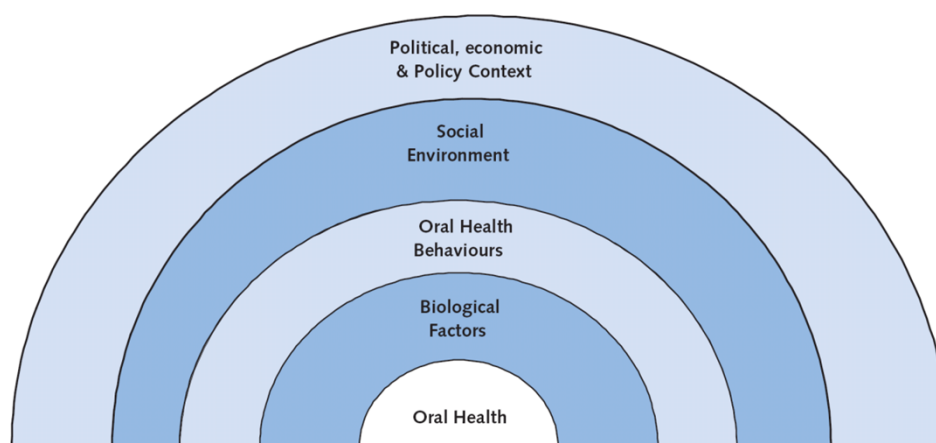 Political, economic
& Policy Context
Social
Environment
Oral Health
Behaviours
Biological
Factors
Oral Health